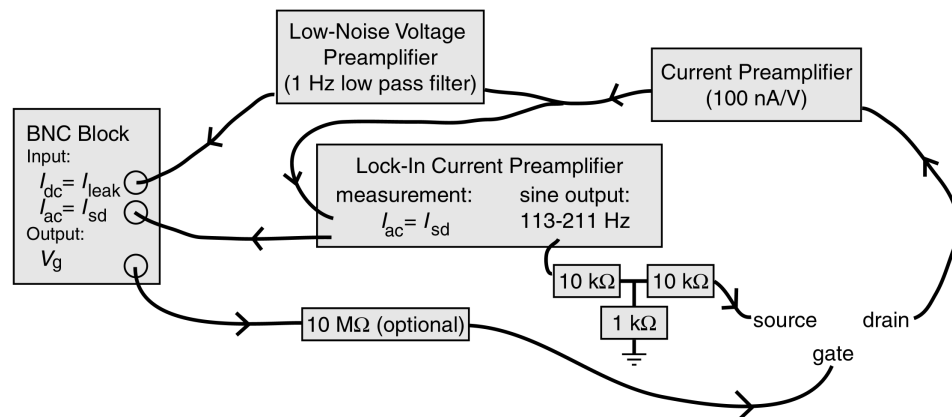 Low-Noise Voltage
Preamplifier
(1 Hz low pass filter)
Current Preamplifier
(100 nA/V)
BNC Block
Input:
Idc= Ileak
Iac= Isd
Output:
Vg
Lock-In Current Preamplifier
measurement:
Iac= Isd
sine output:
113-211 Hz
10 kΩ
10 kΩ
1 kΩ
10 MΩ (optional)
source
drain
gate